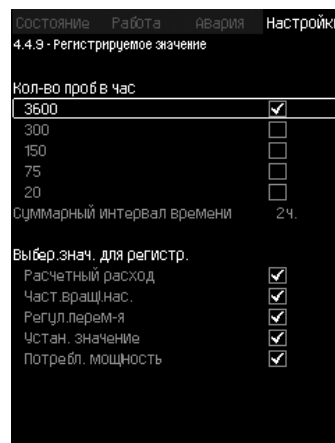 Состояние Работа Авария Настройки
4.4.9 - Регистрируемое значение
Кол-во проб в час
3600
300
150
75
20
Суммарный интервал времени 2ч.
Выбер.знач. для регистр.
Расчетный расход
Част.вращ.нас.
Регул.перем-я
Устан. значение
Потребл. мощность